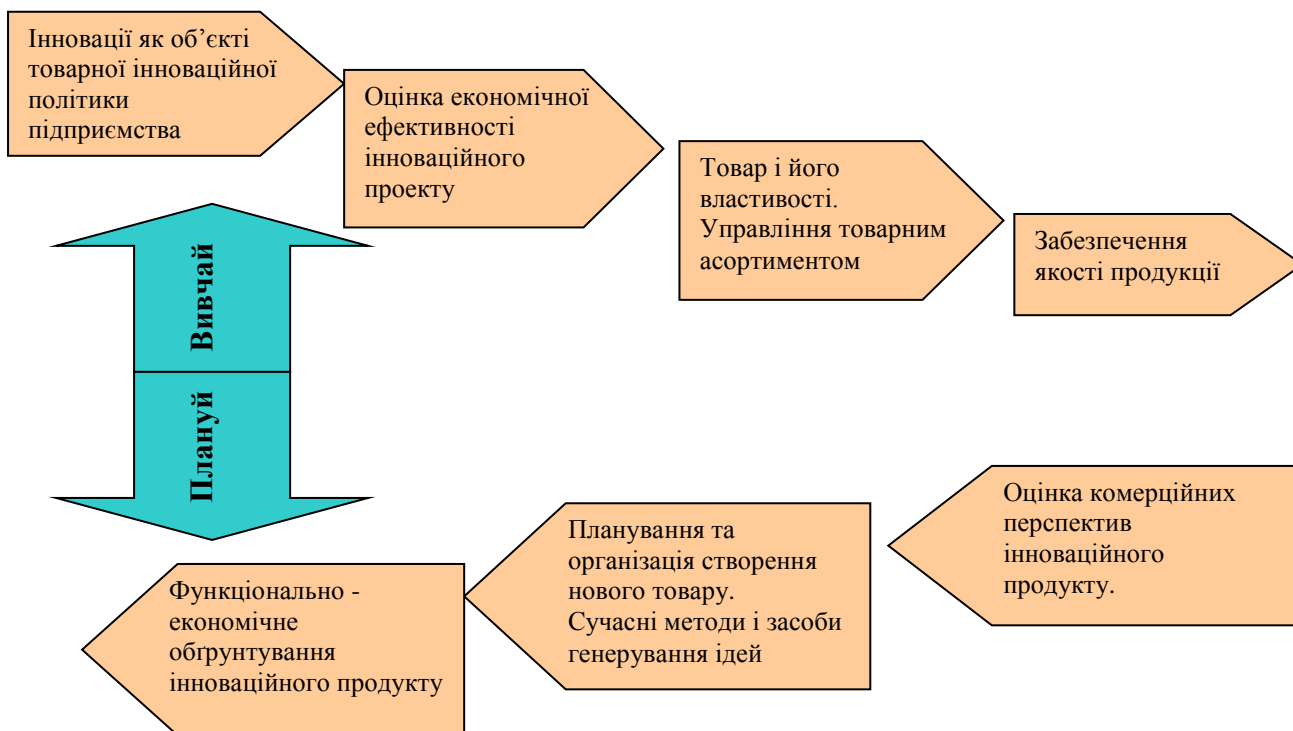 Інновації як об’єкті
товарної інноваційної
політики
підприємства
Оцінка економічної
ефективності
інноваційного
проекту
Товар і його
властивості.
Управління товарним
асортиментом
Забезпечення
якості продукції
Вивчай
Плануй
Оцінка комерційних
перспектив
інноваційного
продукту.
Планування та
організація створення
нового товару.
Сучасні методи і засоби
генерування ідей
Функціонально -
економічне
обґрунтування
інноваційного продукту